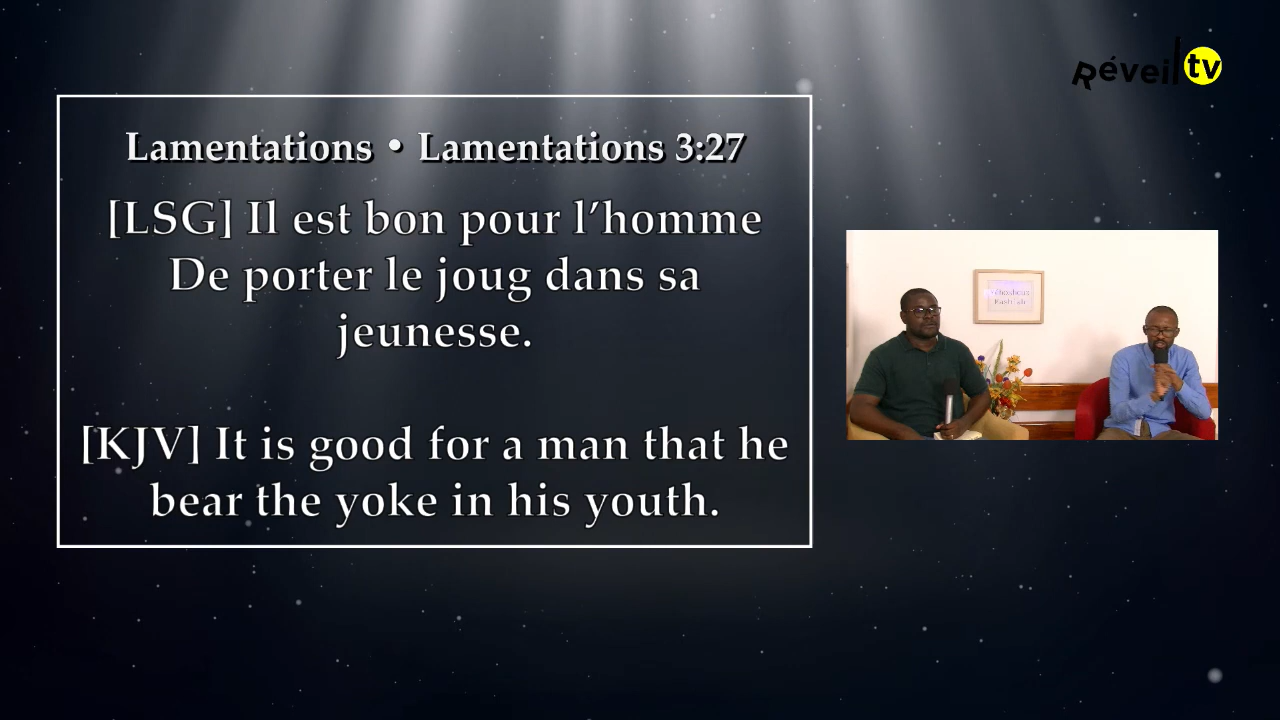 Réveil tv
Lamentations • Lamentations 3:27
[LSG] Il est bon pour l’homme
De porter le joug dans sa
jeunesse.
[KJV] It is good for a man that he
bear the yoke in his youth.